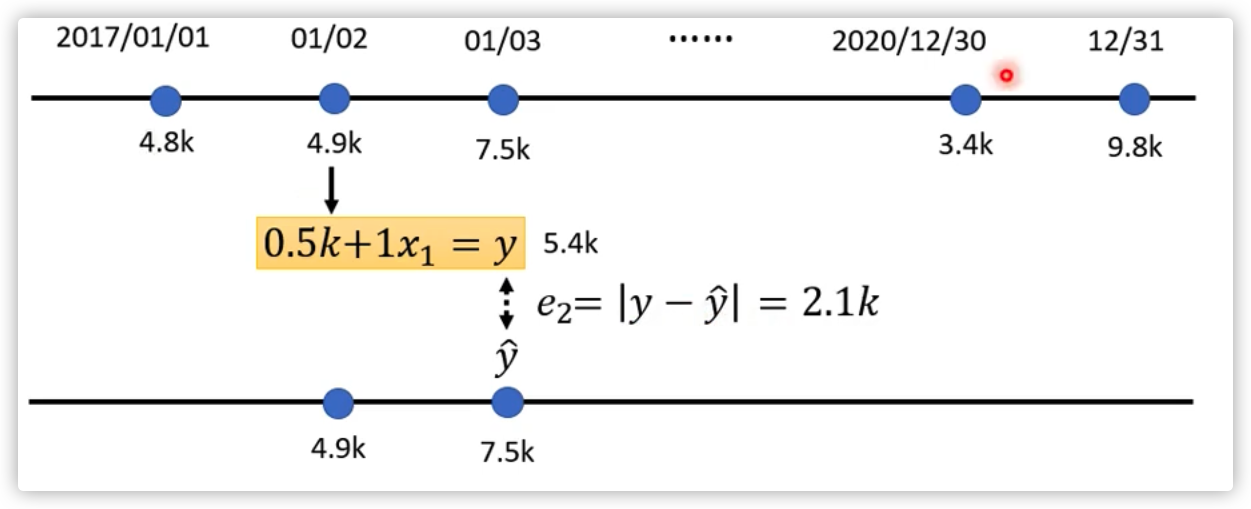 2017/01/01 01/02 01/03 …… 2020/12/30 12/31
4.8k 4.9k 7.5k 3.4k 9.8k
0.5k+1x₁ = y 5.4k
e₂= |y − ŷ| = 2.1k
ŷ
4.9k 7.5k